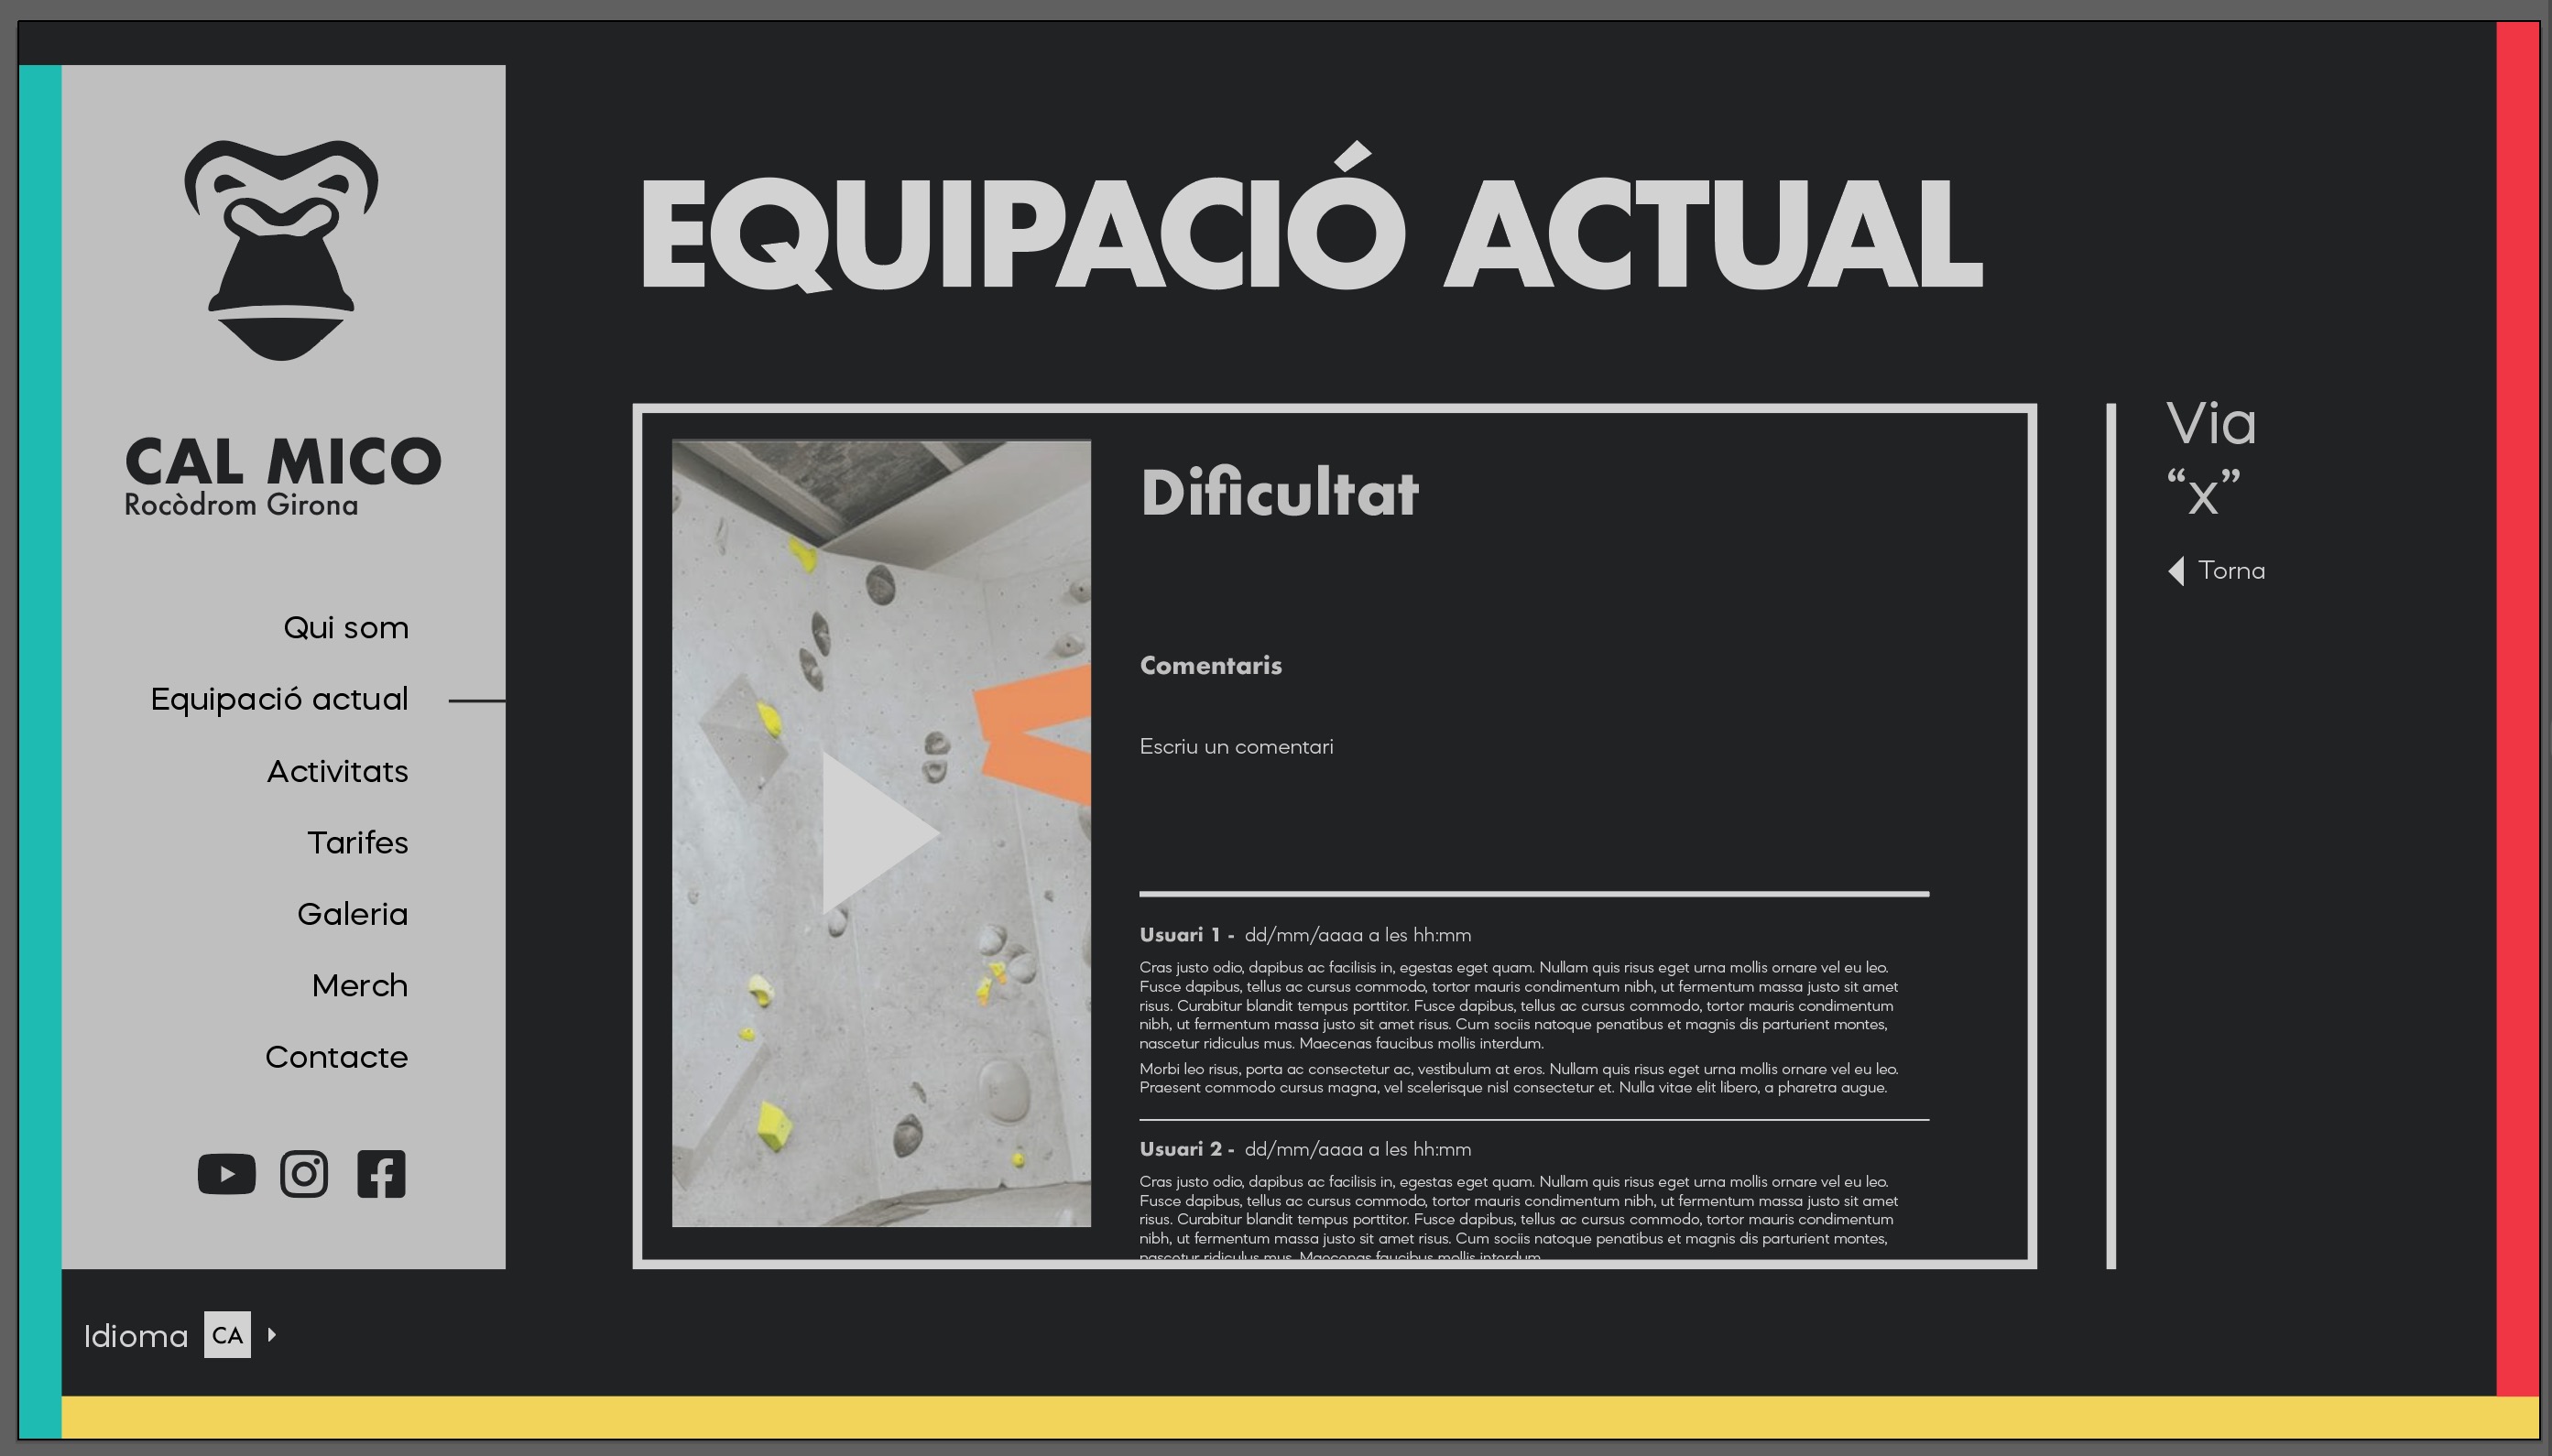 CAL MICO
Rocòdrom Girona
Qui som
Equipació actual
Activitats
Tarifes
Galeria
Merch
Contacte
Idioma CA
EQUIPACIÓ ACTUAL
Dificultat
Comentaris
Escriu un comentari
Usuari 1 - dd/mm/aaaa a les hh:mm
Cras justo odio, dapibus ac facilisis in, egestas eget quam. Nullam quis risus eget urna mollis ornare vel eu leo.
Fusce dapibus, tellus ac cursus commodo, tortor mauris condimentum nibh, ut fermentum massa justo sit amet
risus. Curabitur blandit tempus porttitor. Fusce dapibus, tellus ac cursus commodo, tortor mauris condimentum
nibh, ut fermentum massa justo sit amet risus. Cum sociis natoque penatibus et magnis dis parturient montes,
nascetur ridiculus mus. Maecenas faucibus mollis interdum.
Morbi leo risus, porta ac consectetur ac, vestibulum at eros. Nullam quis risus eget urna mollis ornare vel eu leo.
Praesent commodo cursus magna, vel scelerisque nisl consectetur et. Nulla vitae elit libero, a pharetra augue.
Usuari 2 - dd/mm/aaaa a les hh:mm
Cras justo odio, dapibus ac facilisis in, egestas eget quam. Nullam quis risus eget urna mollis ornare vel eu leo.
Fusce dapibus, tellus ac cursus commodo, tortor mauris condimentum nibh, ut fermentum massa justo sit amet
risus. Curabitur blandit tempus porttitor. Fusce dapibus, tellus ac cursus commodo, tortor mauris condimentum
nibh, ut fermentum massa justo sit amet risus. Cum sociis natoque penatibus et magnis dis parturient montes,
nascetur ridiculus mus. Maecenas faucibus mollis interdum.
Via
“x”
Torna